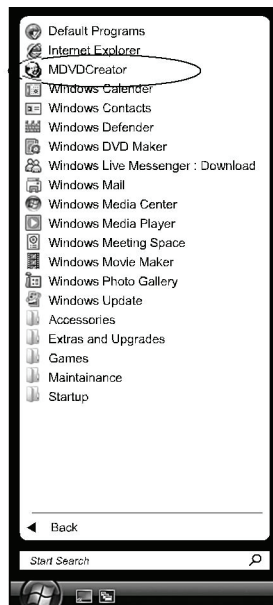 Default Programs
Internet Explorer
MDVDCreator
Windows Calender
Windows Contacts
Windows Defender
Windows DVD Maker
Windows Live Messenger : Download
Windows Mail
Windows Media Center
Windows Media Player
Windows Meeting Space
Windows Movie Maker
Windows Photo Gallery
Windows Update
Accessories
Extras and Upgrades
Games
Maintainance
Startup
Back
Start Search